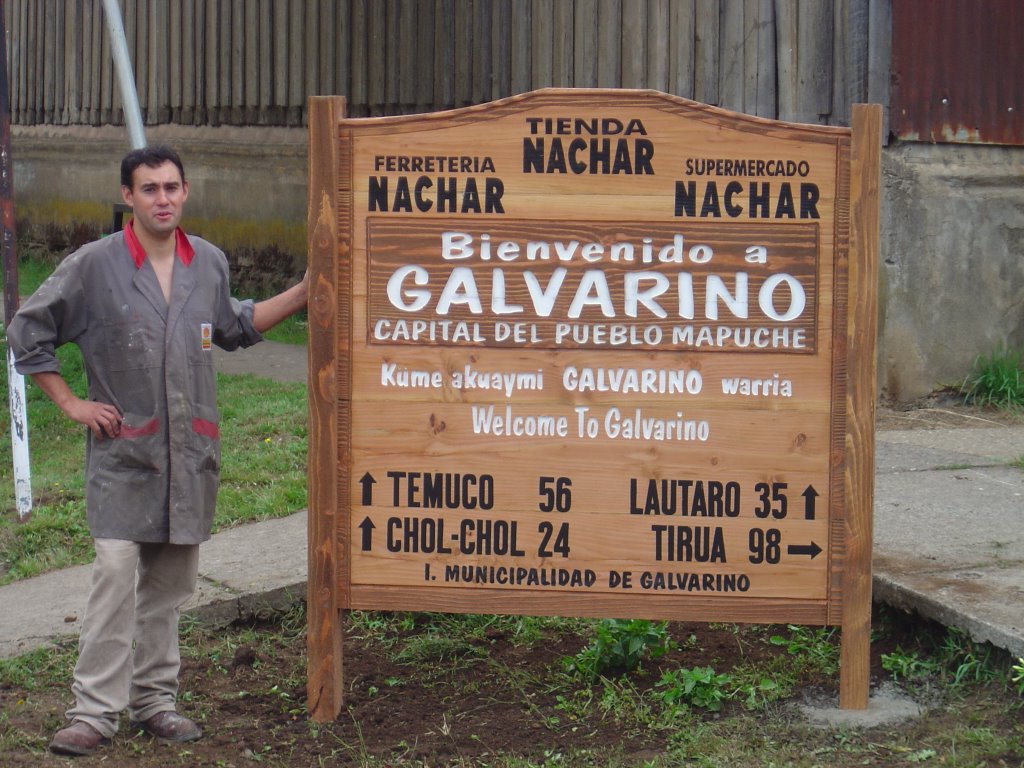 TIENDA
NACHAR
FERRETERIA
NACHAR
SUPERMERCADO
NACHAR
Bienvenido a
GALVARINO
CAPITAL DEL PUEBLO MAPUCHE
Kume akuaymi GALVARINO warria
Welcome To Galvarino
↑ TEMUCO 56 LAUTARO 35 ↑
↑ CHOL-CHOL 24 TIRUA 98 →
I. MUNICIPALIDAD DE GALVARINO